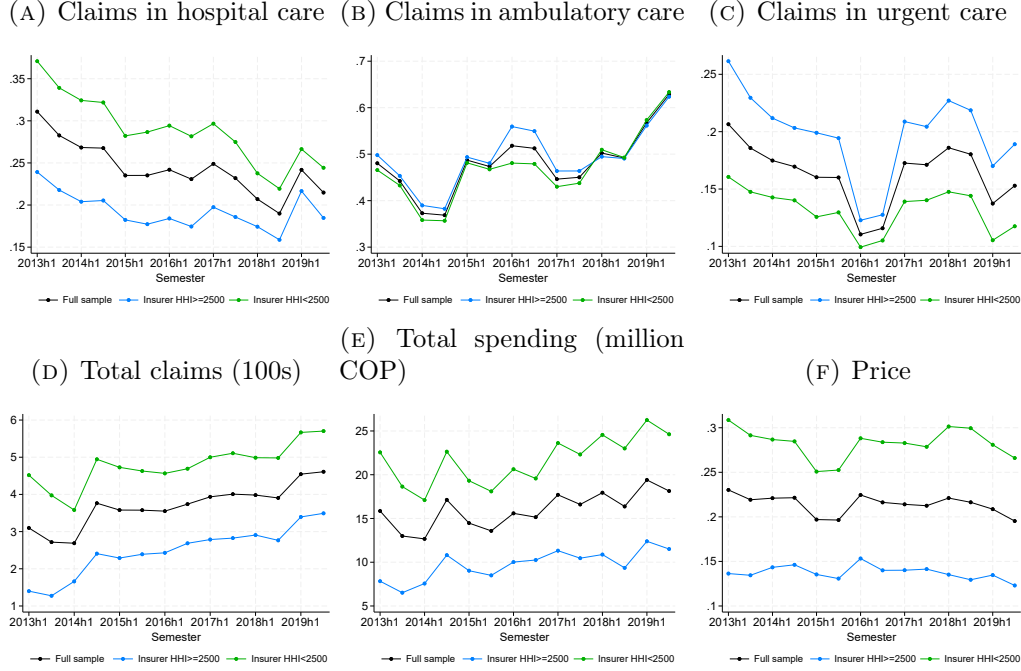 (A) Claims in hospital care
(B) Claims in ambulatory care
(C) Claims in urgent care
.35
.3
.25
.2
.15
2013h1 2014h1 2015h1 2016h1 2017h1 2018h1 2019h1
Semester
Full sample Insurer HHI>=2500 Insurer HHI<2500
.7
.6
.5
.4
.3
2013h1 2014h1 2015h1 2016h1 2017h1 2018h1 2019h1
Semester
Full sample Insurer HHI>=2500 Insurer HHI<2500
.25
.2
.15
.1
2013h1 2014h1 2015h1 2016h1 2017h1 2018h1 2019h1
Semester
Full sample Insurer HHI>=2500 Insurer HHI<2500
(D) Total claims (100s)
(E) Total spending (million
COP)
(F) Price
6
5
4
3
2
1
2013h1 2014h1 2015h1 2016h1 2017h1 2018h1 2019h1
Semester
Full sample Insurer HHI>=2500 Insurer HHI<2500
25
20
15
10
5
2013h1 2014h1 2015h1 2016h1 2017h1 2018h1 2019h1
Semester
Full sample Insurer HHI>=2500 Insurer HHI<2500
.3
.25
.2
.15
.1
2013h1 2014h1 2015h1 2016h1 2017h1 2018h1 2019h1
Semester
Full sample Insurer HHI>=2500 Insurer HHI<2500